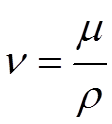 ν = μ/ρ